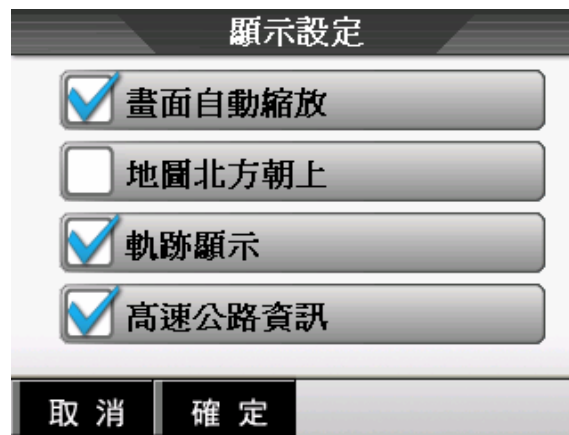 顯示設定
畫面自動縮放
地圖北方朝上
軌跡顯示
高速公路資訊
取消 確定